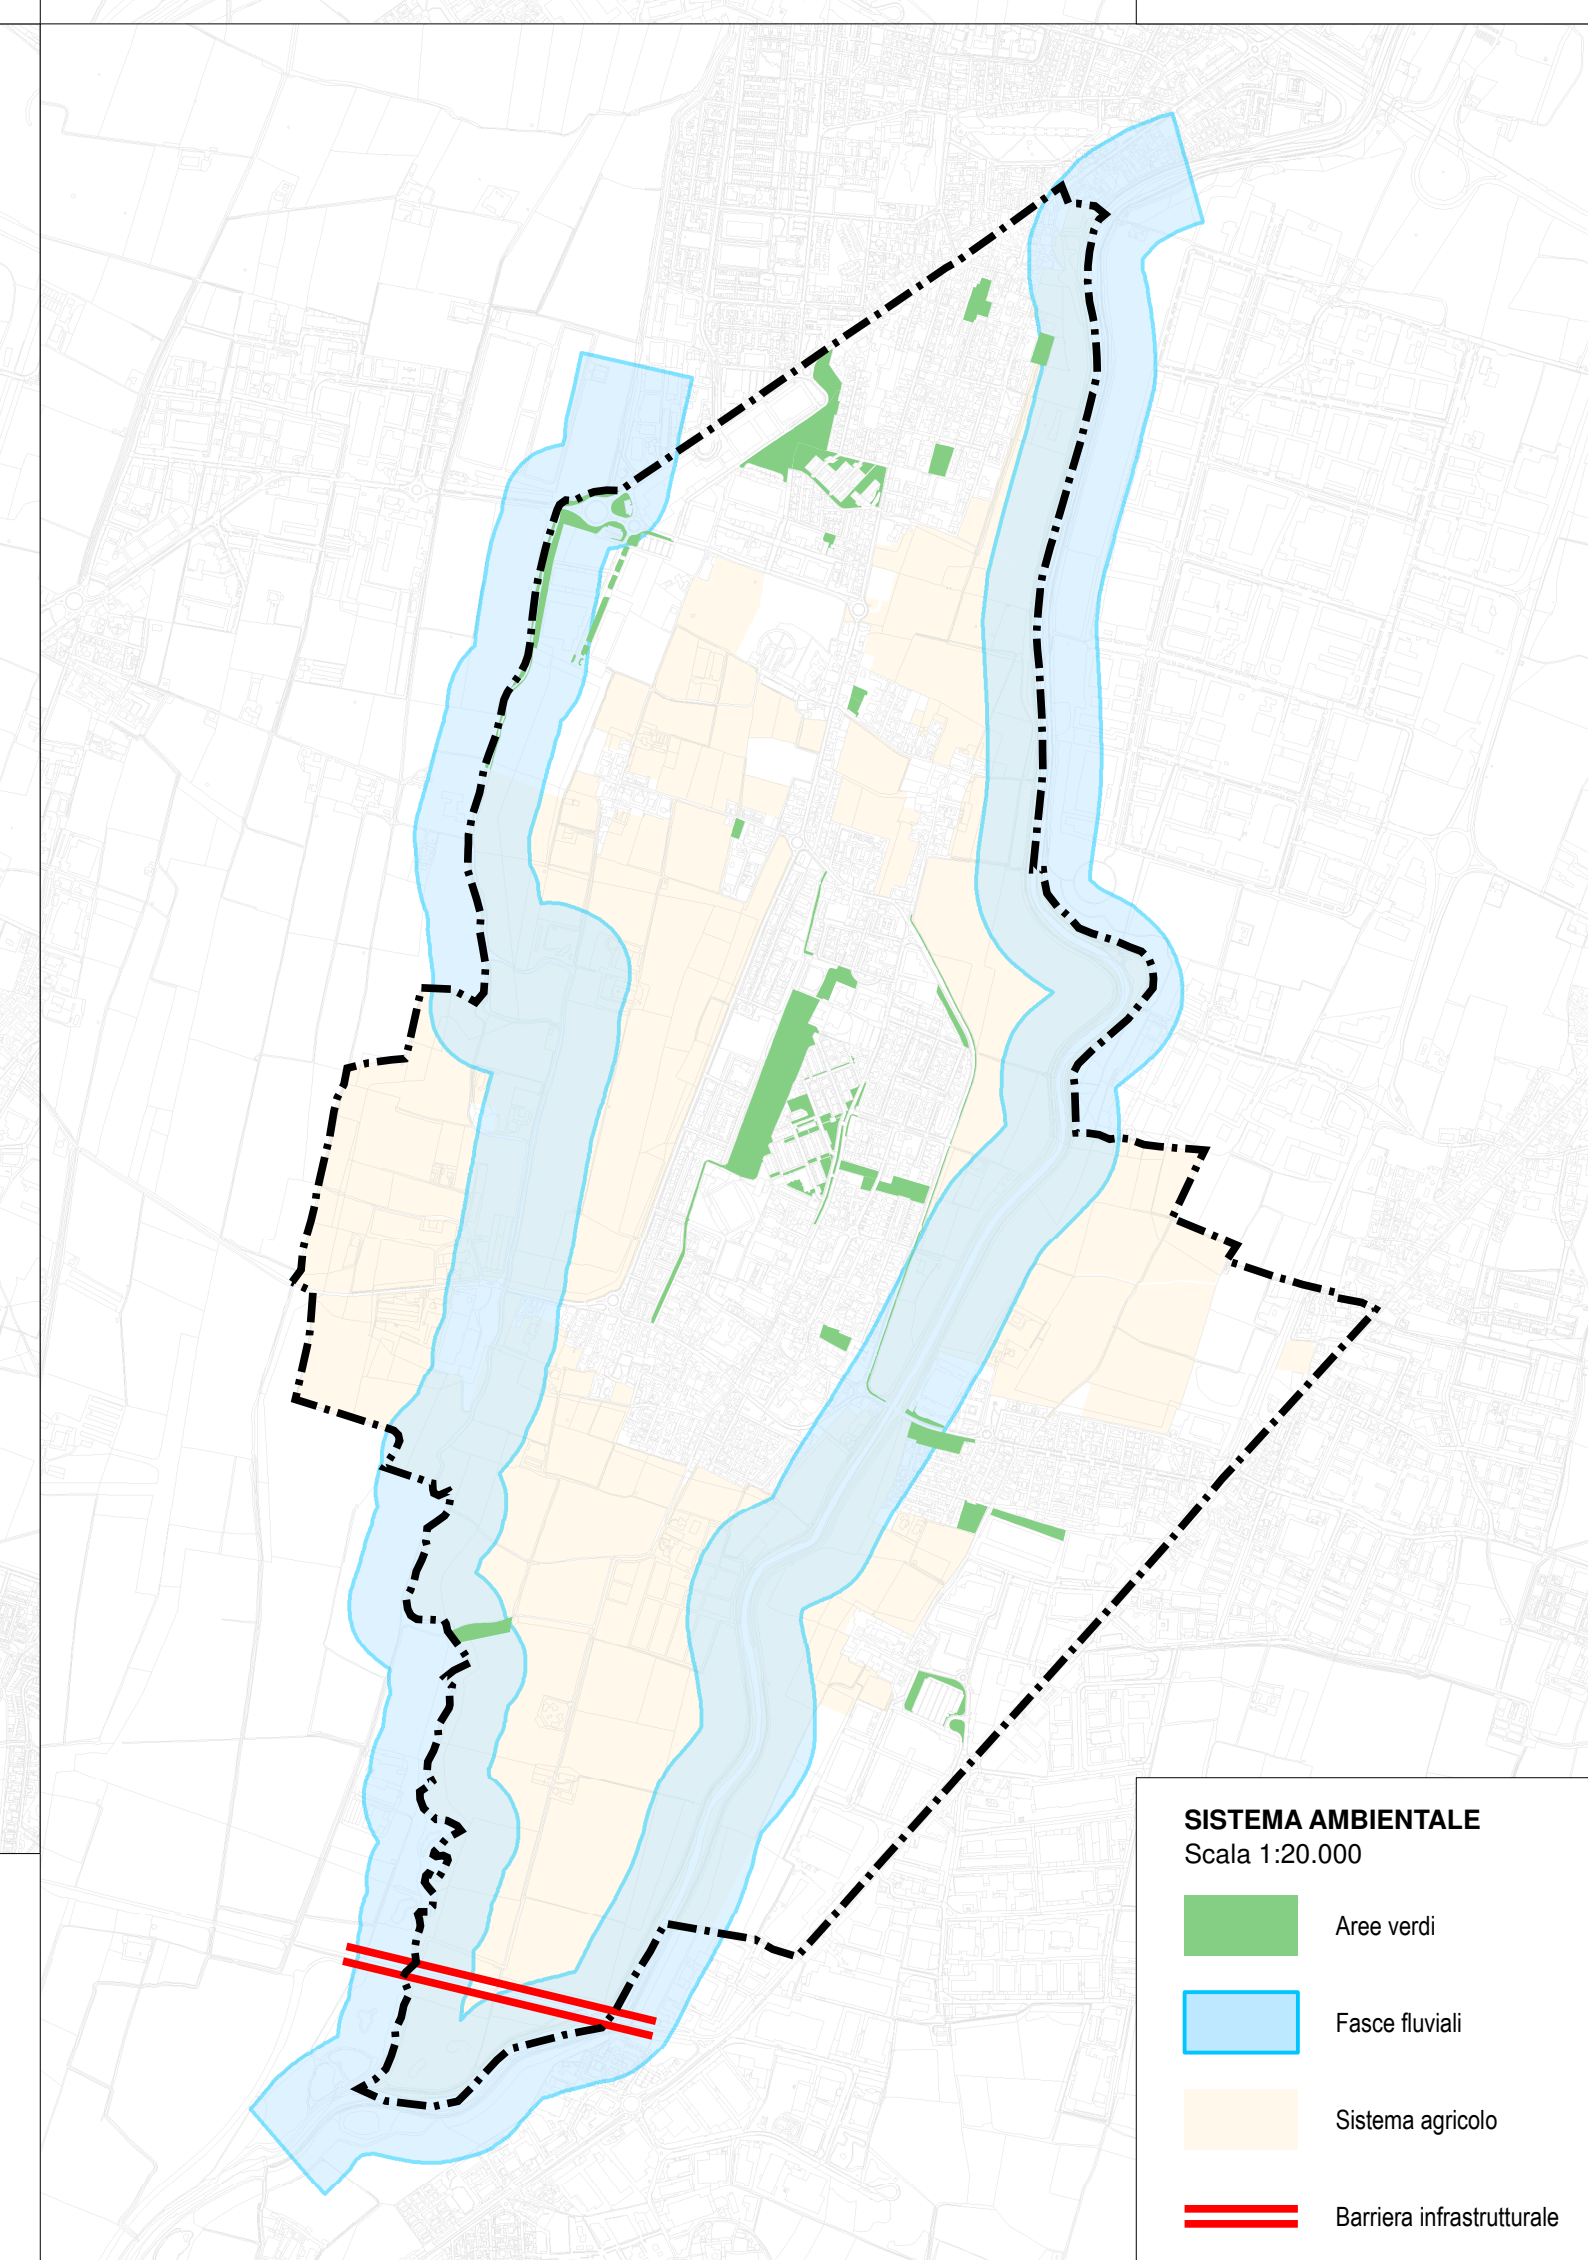 SISTEMA AMBIENTALE
Scala 1:20.000
Aree verdi
Fasce fluviali
Sistema agricolo
Barriera infrastrutturale